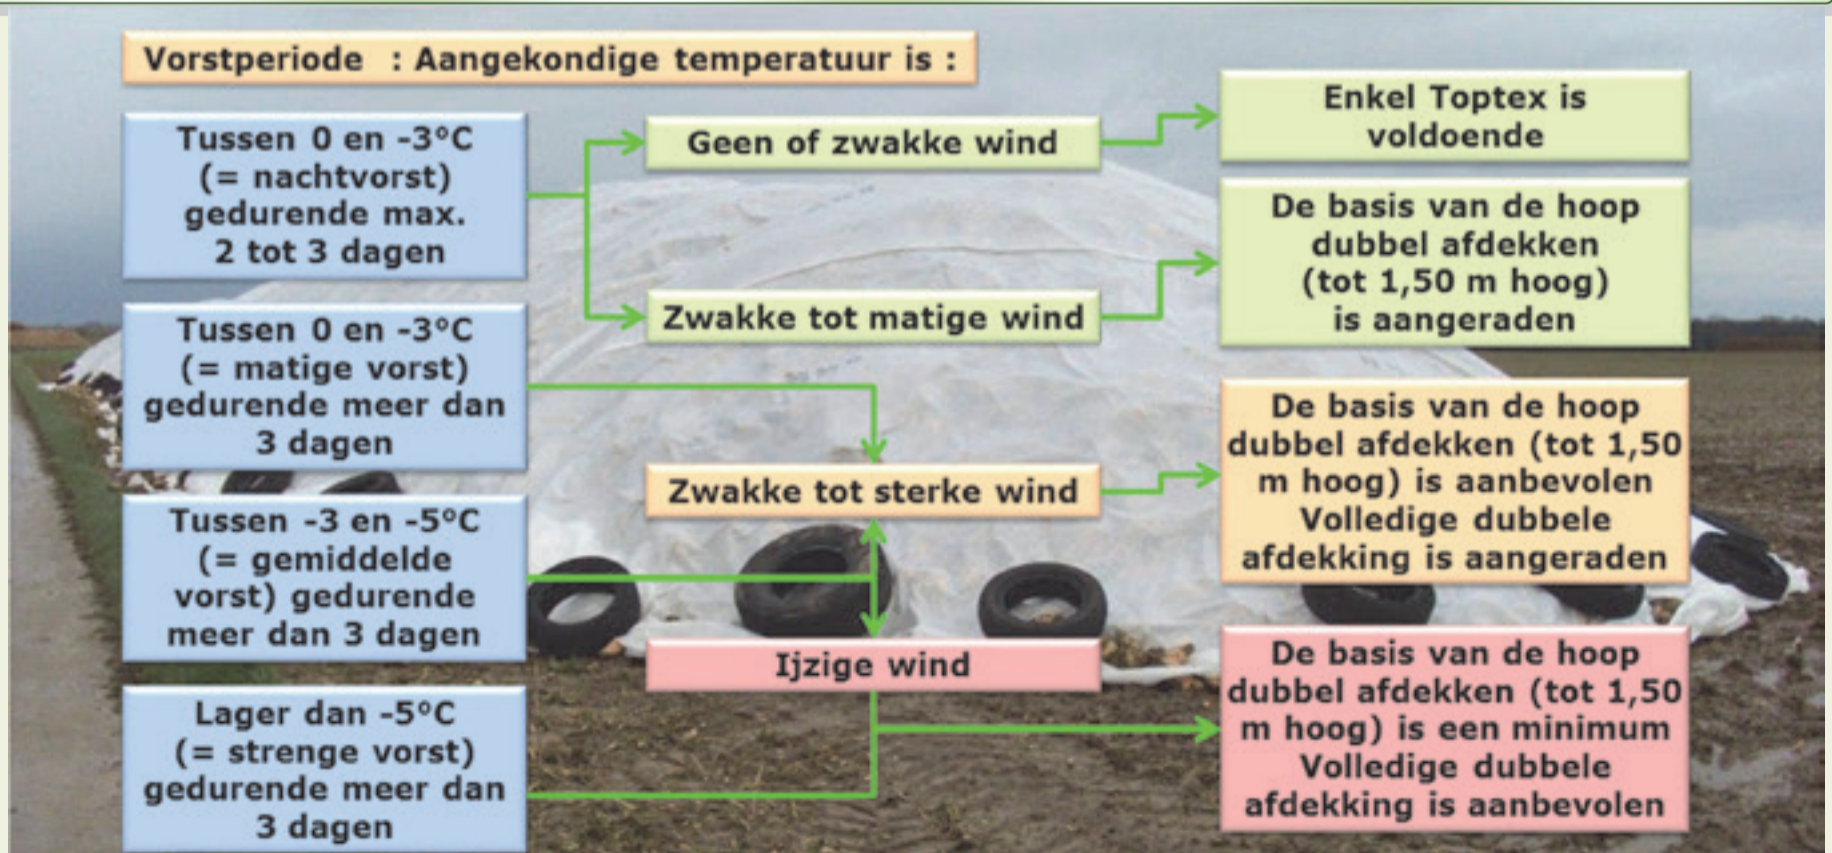 Vorstperiode : Aangekondige temperatuur is :
Tussen 0 en -3°C
(= nachtvorst)
gedurende max.
2 tot 3 dagen
Geen of zwakke wind
Enkel Toptex is
voldoende
Zwakke tot matige wind
De basis van de hoop
dubbel afdekken
(tot 1,50 m hoog)
is aangeraden
Tussen 0 en -3°C
(= matige vorst)
gedurende meer dan
3 dagen
Tussen -3 en -5°C
(= gemiddelde
vorst) gedurende
meer dan 3 dagen
Zwakke tot sterke wind
De basis van de hoop
dubbel afdekken (tot 1,50
m hoog) is aanbevolen
Volledige dubbele
afdekking is aangeraden
Ijzige wind
Lager dan -5°C
(= strenge vorst)
gedurende meer dan
3 dagen
De basis van de hoop
dubbel afdekken (tot 1,50
m hoog) is een minimum
Volledige dubbele
afdekking is aanbevolen